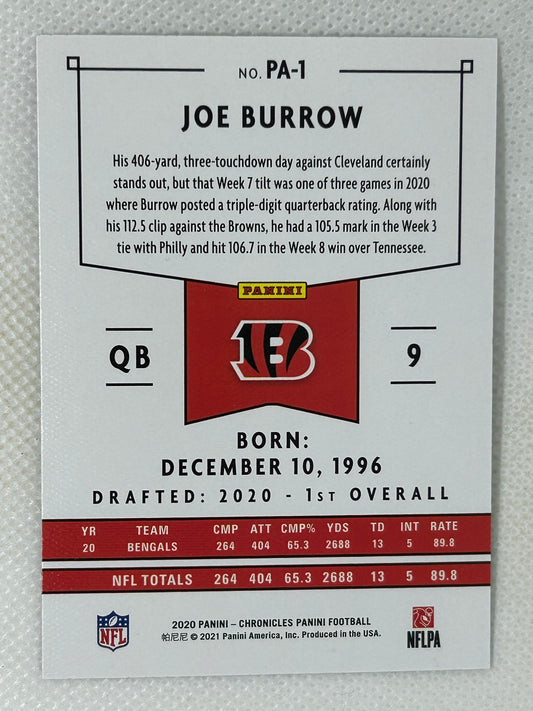 NO. PA-1
JOE BURROW
His 406-yard, three-touchdown day against Cleveland certainly
stands out, but that Week 7 tilt was one of three games in 2020
where Burrow posted a triple-digit quarterback rating. Along with
his 112.5 clip against the Browns, he had a 105.5 mark in the Week 3
tie with Philly and hit 106.7 in the Week 8 win over Tennessee.
PANINI
QB
B
9
BORN:
DECEMBER 10, 1996
DRAFTED: 2020 - 1ST OVERALL
YR TEAM CMP ATT CMP% YDS TD INT RATE
20 BENGALS 264 404 65.3 2688 13 5 89.8
NFL TOTALS 264 404 65.3 2688 13 5 89.8
2020 PANINI – CHRONICLES PANINI FOOTBALL
帕尼尼 © 2021 Panini America, Inc. Produced in the USA.
NFL
NFLPA